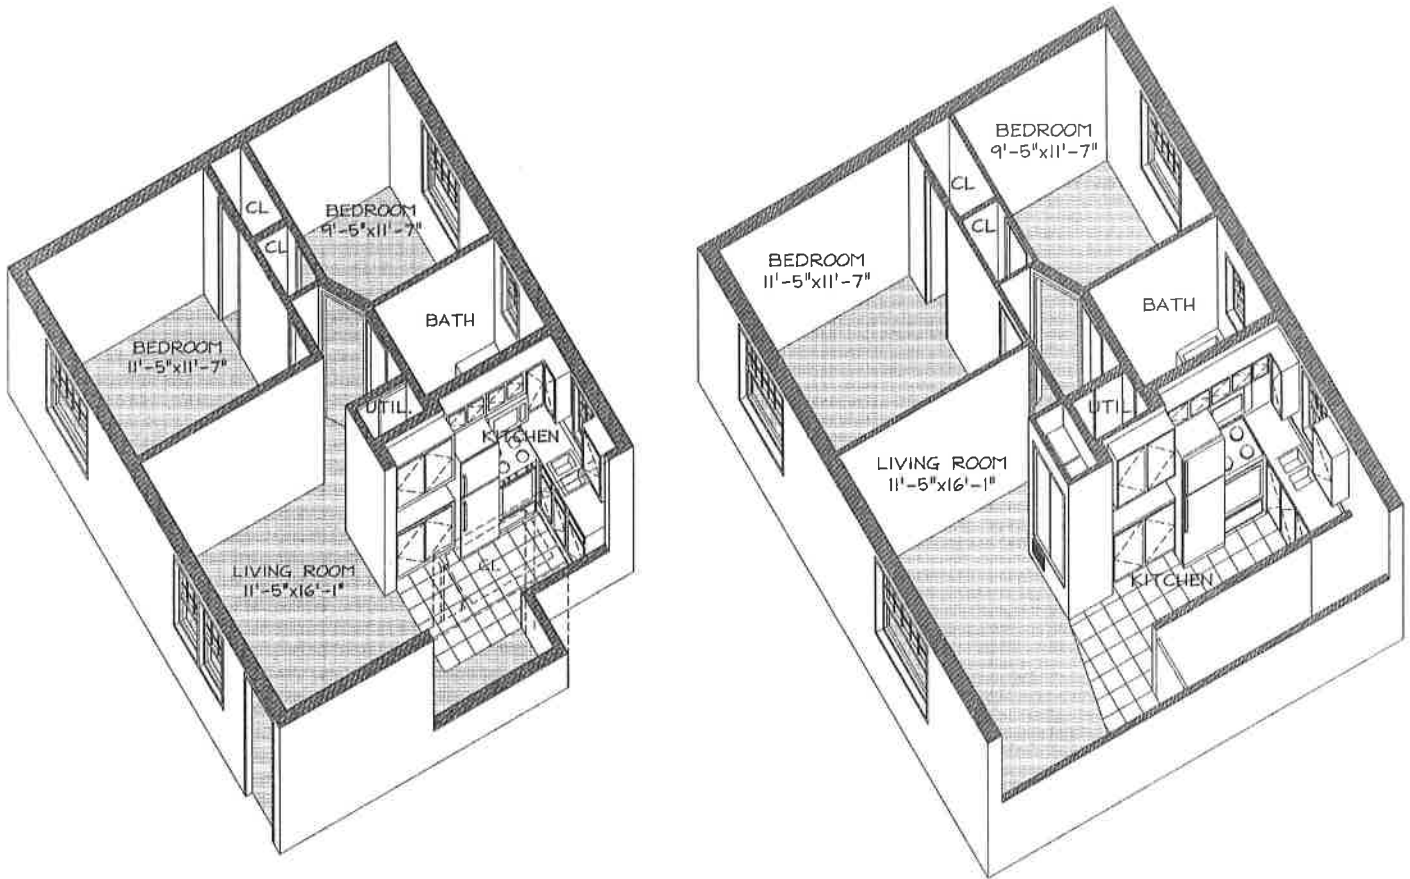 CL
BEDROOM
9'-5"x11'-7"
CL
BEDROOM
11'-5"x11'-7"
BATH
UTIL.
KITCHEN
CL
LIVING ROOM
11'-5"x16'-1"
BEDROOM
9'-5"x11'-7"
CL
CL
BEDROOM
11'-5"x11'-7"
BATH
UTIL.
LIVING ROOM
11'-5"x16'-1"
KITCHEN